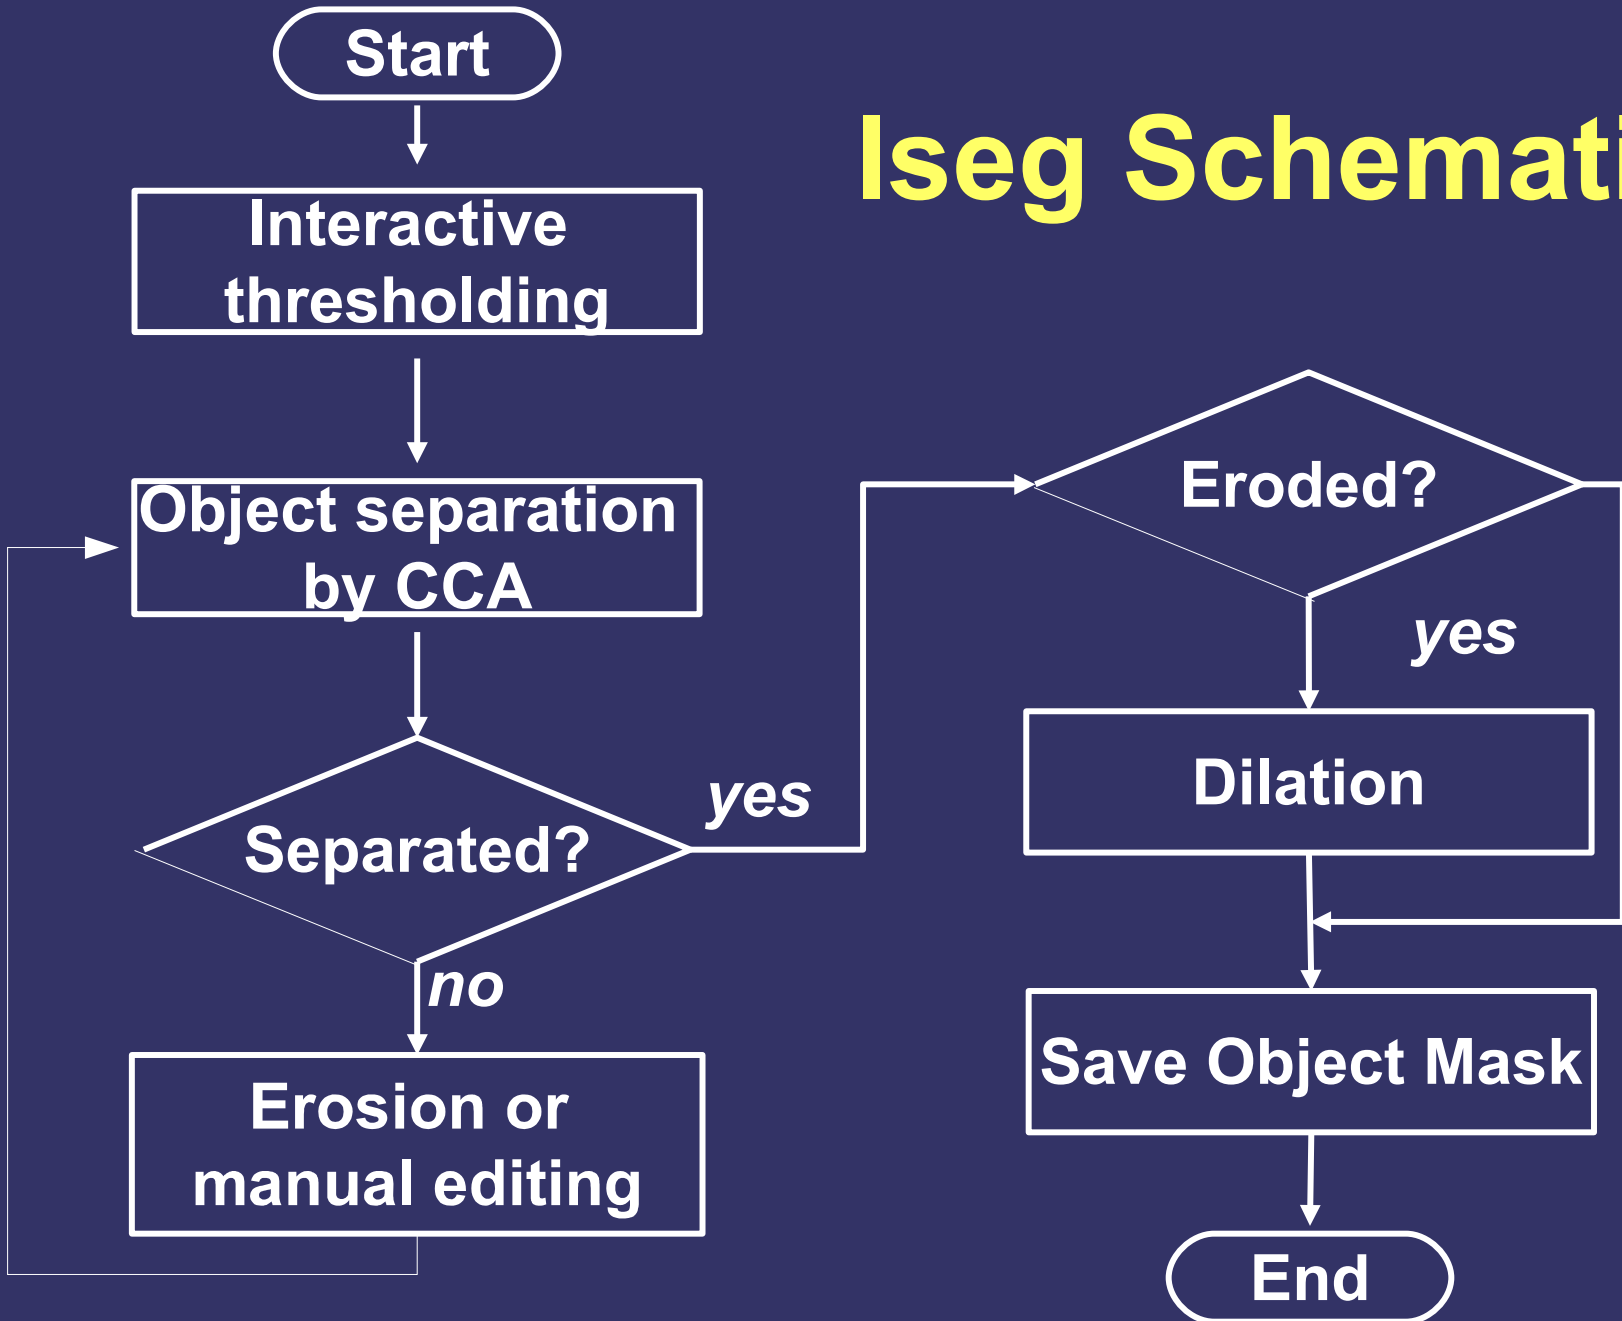 Start
Iseg Schemati
Interactive
thresholding
Object separation
by CCA
Separated?
yes
no
Erosion or
manual editing
Eroded?
yes
Dilation
Save Object Mask
End